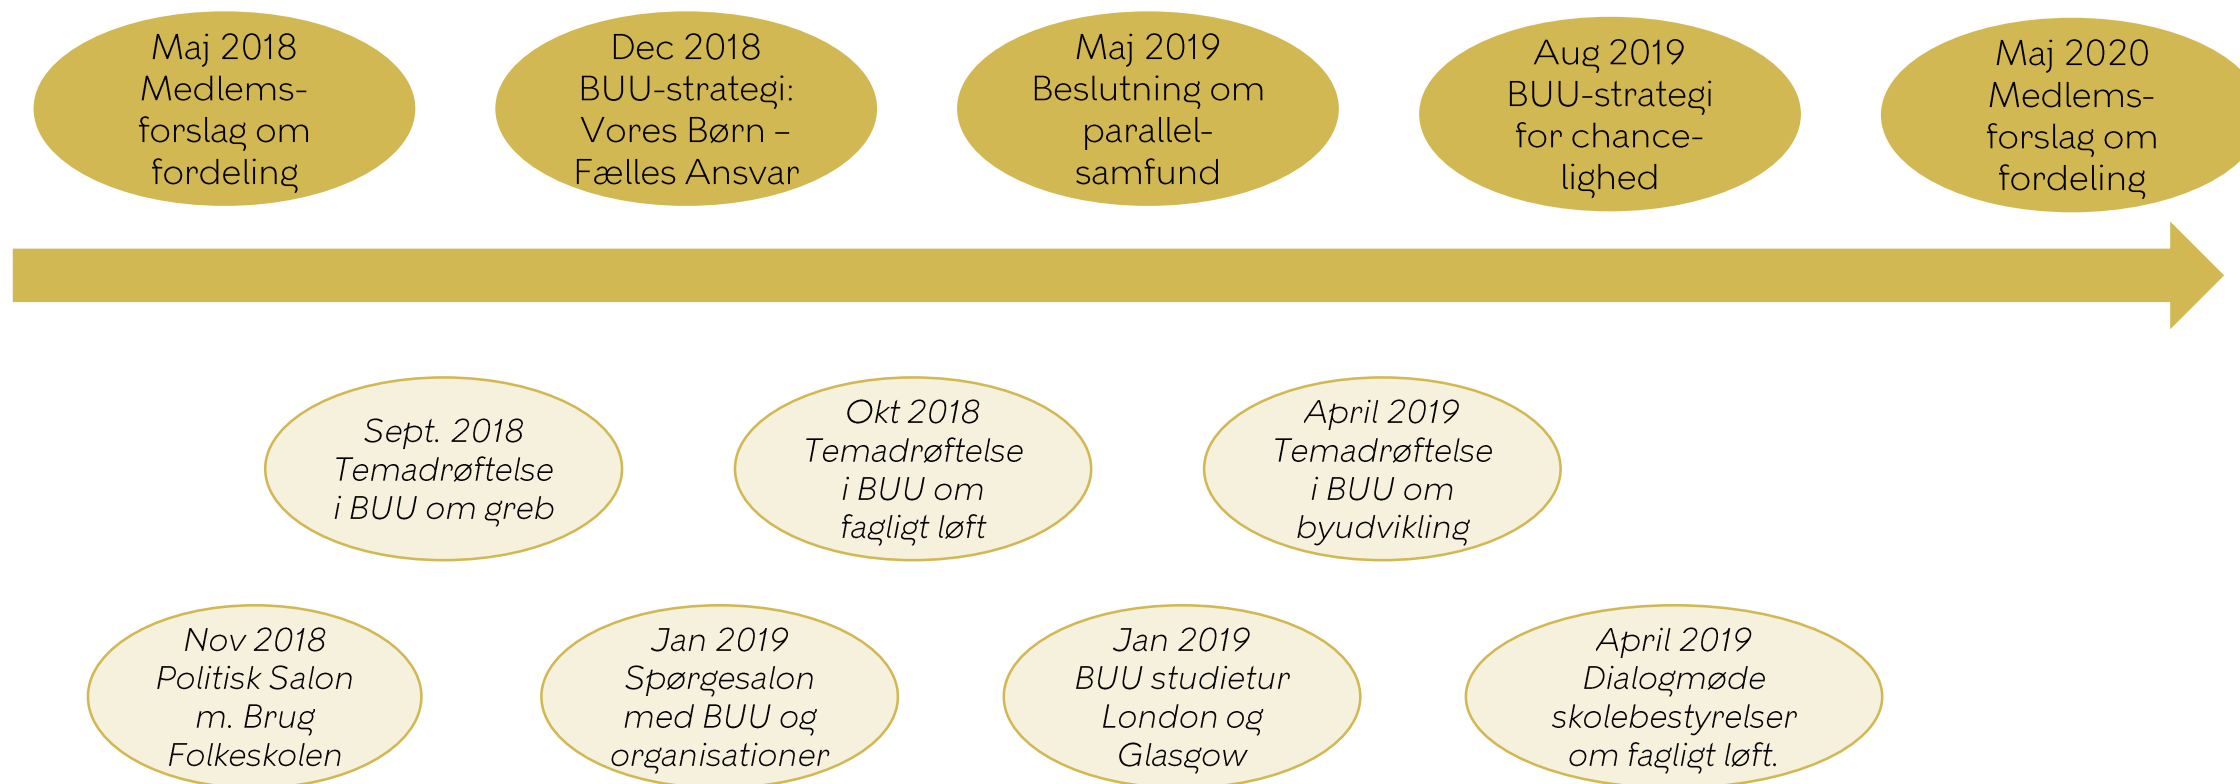 Maj 2018
Medlems-
forslag om
fordeling
Dec 2018
BUU-strategi:
Vores Børn –
Fælles Ansvar
Maj 2019
Beslutning om
parallel-
samfund
Aug 2019
BUU-strategi
for chance-
lighed
Maj 2020
Medlems-
forslag om
fordeling
Sept. 2018
Temadrøftelse
i BUU om greb
Okt 2018
Temadrøftelse
i BUU om
fagligt løft
April 2019
Temadrøftelse
i BUU om
byudvikling
Nov 2018
Politisk Salon
m. Brug
Folkeskolen
Jan 2019
Spørgesalon
med BUU og
organisationer
Jan 2019
BUU studietur
London og
Glasgow
April 2019
Dialogmøde
skolebestyrelser
om fagligt løft.